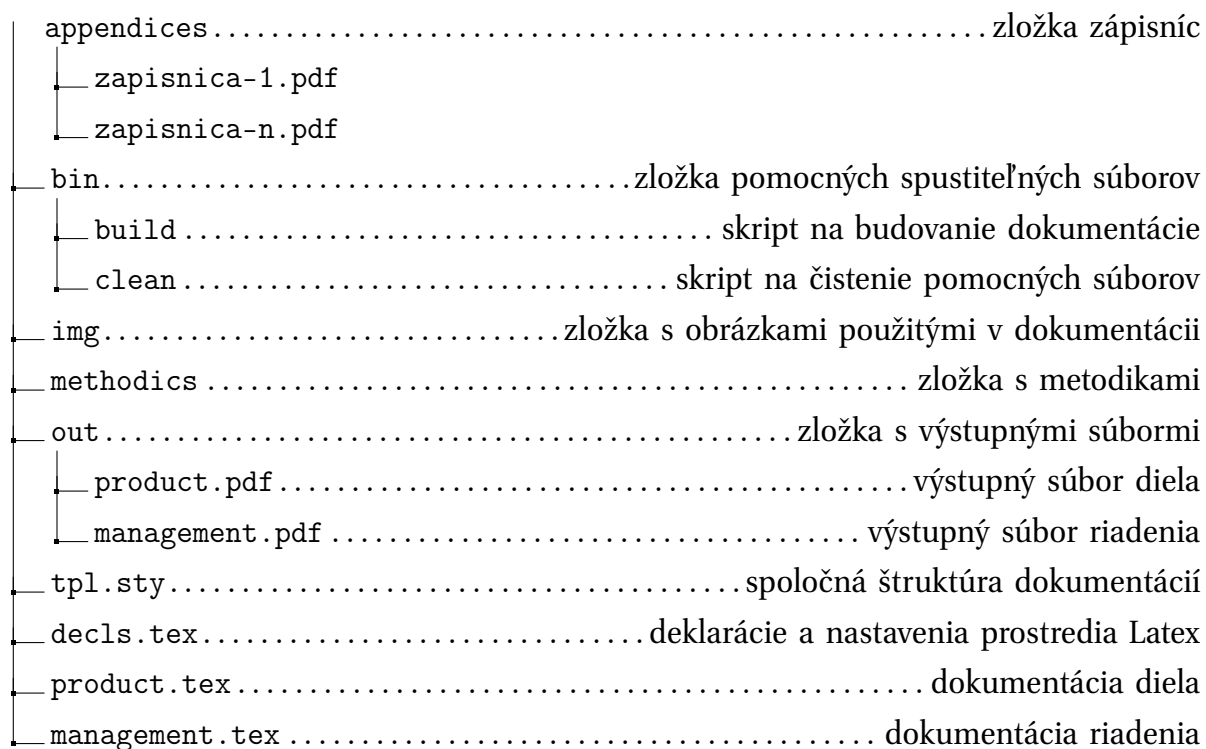 appendices......................................................zložka zápisníc
zapisnica-1.pdf
zapisnica-n.pdf
bin.....................................zložka pomocných spustiteľných súborov
build..................................... skript na budovanie dokumentácie
clean..................................skript na čistenie pomocných súborov
img................................zložka s obrázkami použitými v dokumentácii
methodics................................................. zložka s metodikami
out................................................zložka s výstupnými súbormi
product.pdf............................................výstupný súbor diela
management.pdf..................................... výstupný súbor riadenia
tpl.sty........................................spoločná štruktúra dokumentácií
decls.tex...............................deklarácie a nastavenia prostredia Latex
product.tex................................................ dokumentácia diela
management.tex......................................... dokumentácia riadenia